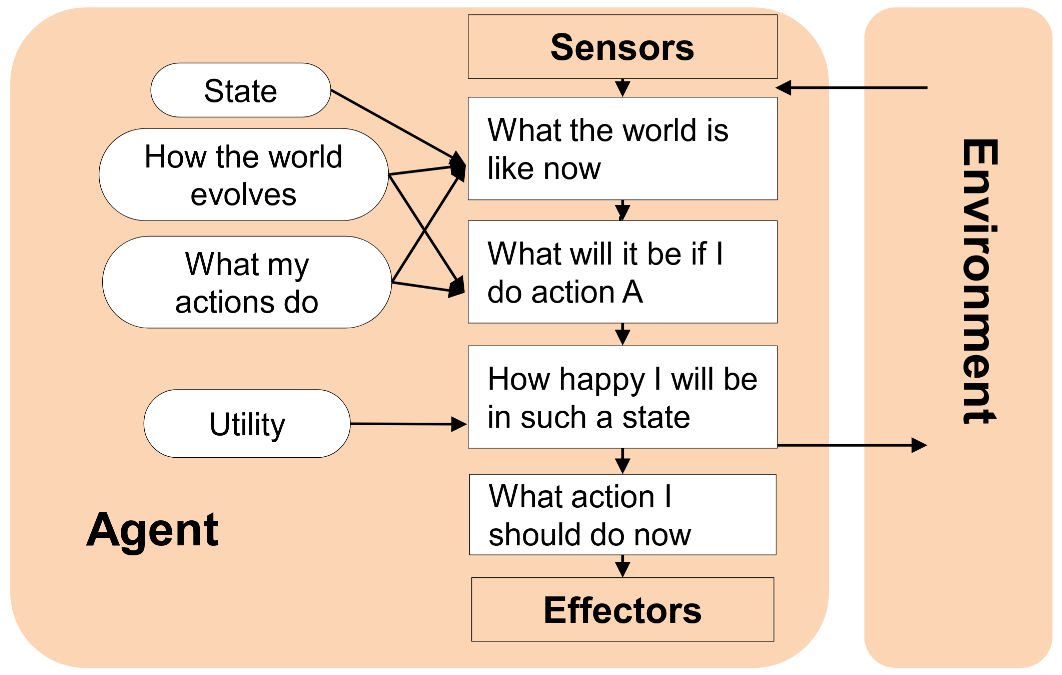 Sensors
State
What the world is
like now
How the world
evolves
What my
actions do
What will it be if I
do action A
How happy I will be
in such a state
Utility
What action I
should do now
Agent
Effectors
Environment